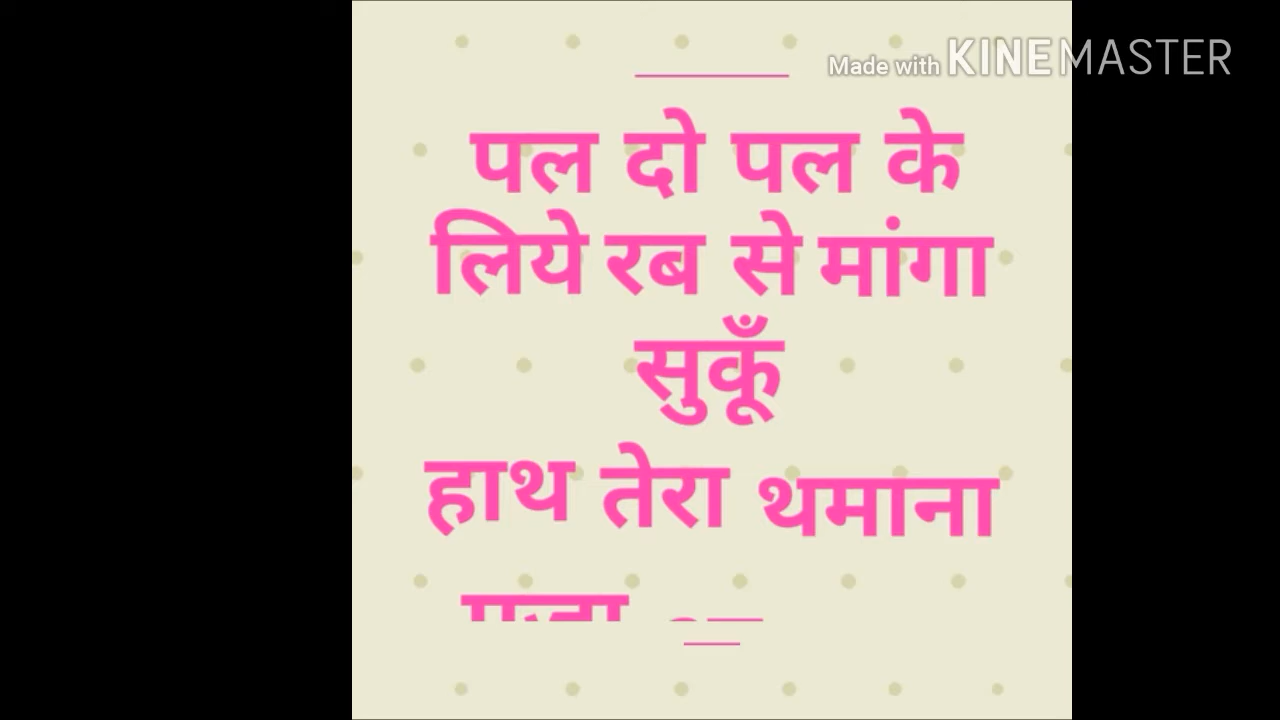 Made with KINEMASTER
पल दो पल के
लिये रब से मांगा
सुकूँ
हाथ तेरा थमाना